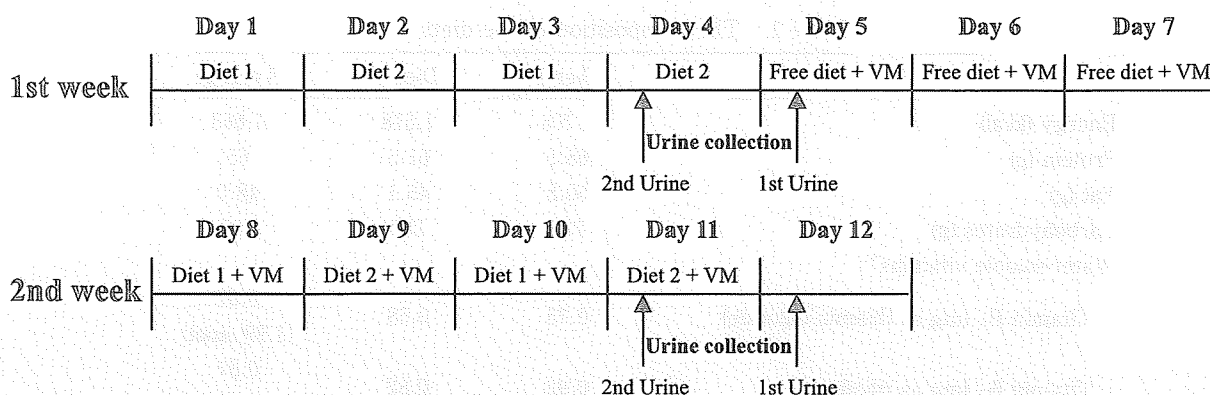 Day 1 Day 2 Day 3 Day 4 Day 5 Day 6 Day 7
1st week Diet 1 Diet 2 Diet 1 Diet 2 Free diet + VM Free diet + VM Free diet + VM
Urine collection
2nd Urine 1st Urine
Day 8 Day 9 Day 10 Day 11 Day 12
2nd week Diet 1 + VM Diet 2 + VM Diet 1 + VM Diet 2 + VM
Urine collection
2nd Urine 1st Urine